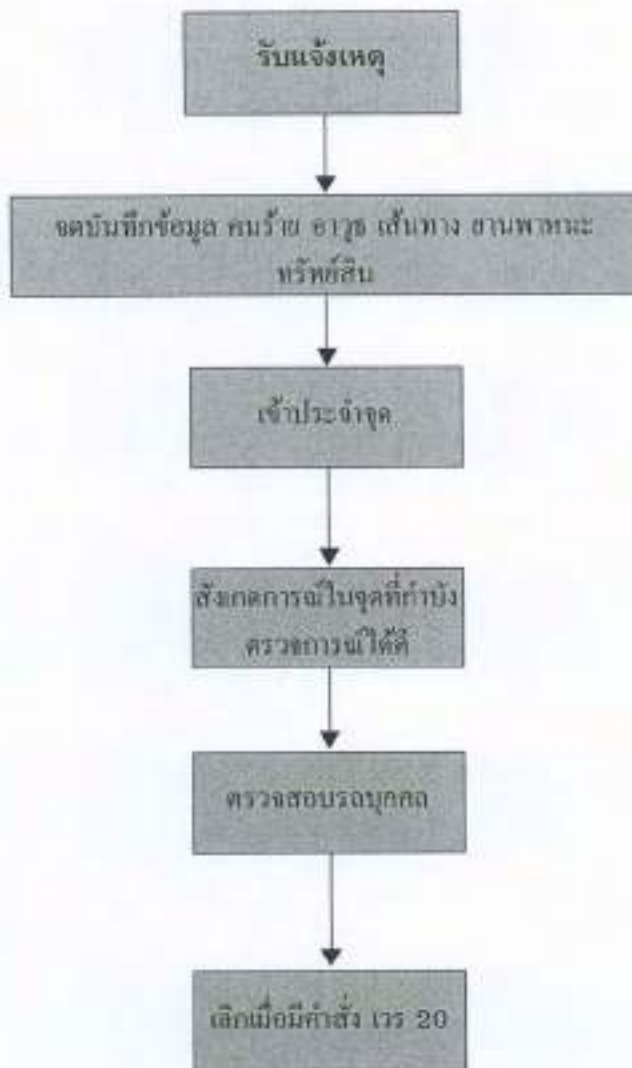 รับแจ้งเหตุ
จดบันทึกข้อมูล คนร้าย อาวุธ เส้นทาง ยานพาหนะ
ทรัพย์สิน
เข้าประจำจุด
สังเกตการณ์ในจุดที่กำบัง
ตรวจการณ์ได้ดี
ตรวจสอบรถบุคคล
เลิกเมื่อมีคำสั่ง เวร 20